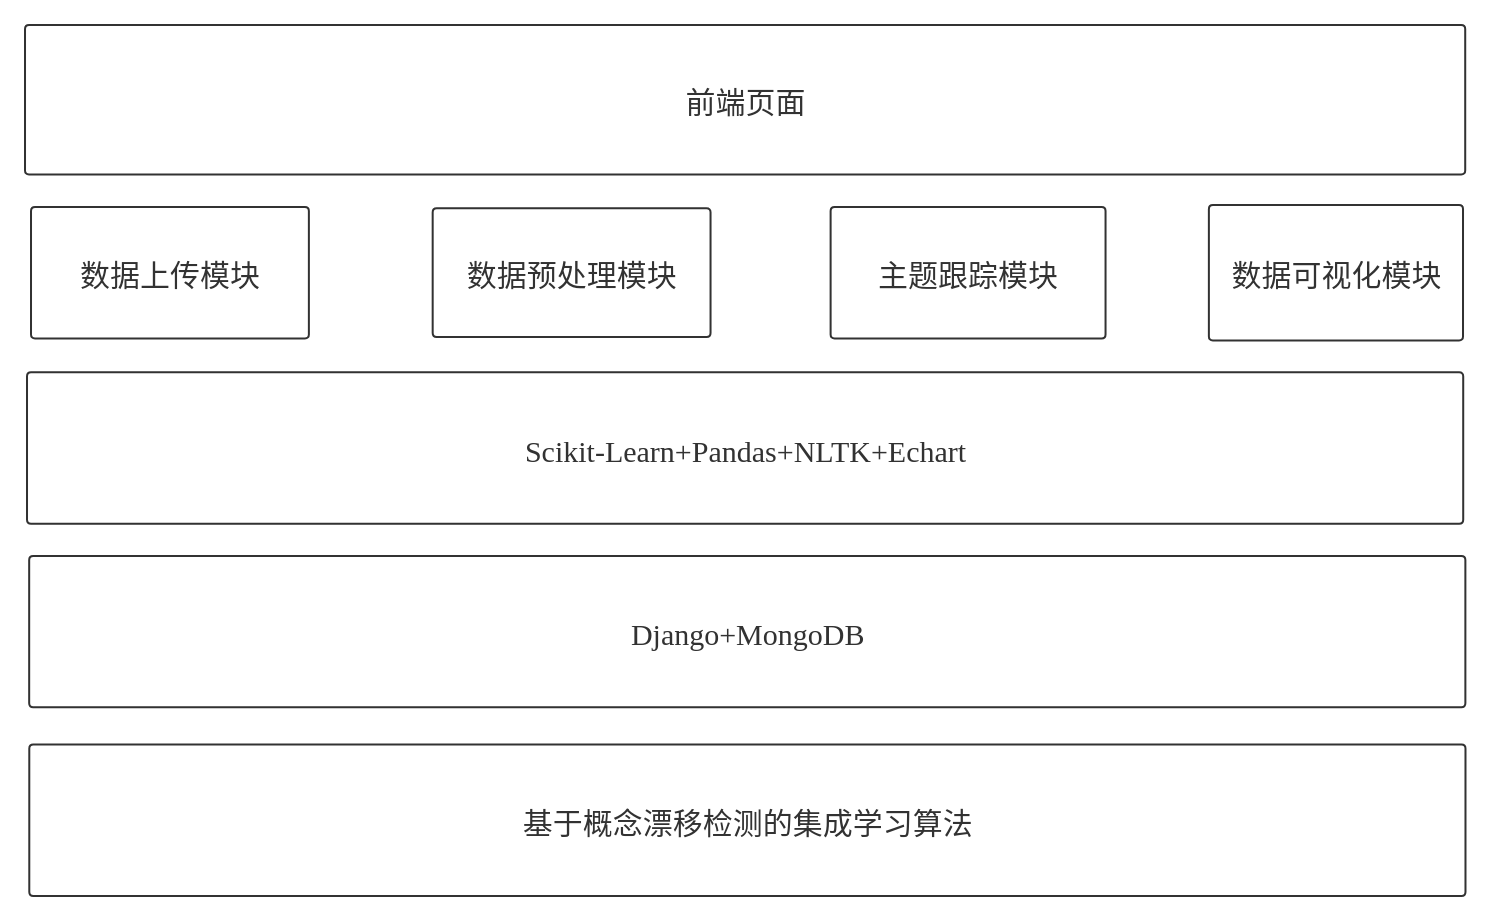 前端页面
数据上传模块
数据预处理模块
主题跟踪模块
数据可视化模块
Scikit-Learn+Pandas+NLTK+Echart
Django+MongoDB
基于概念漂移检测的集成学习算法